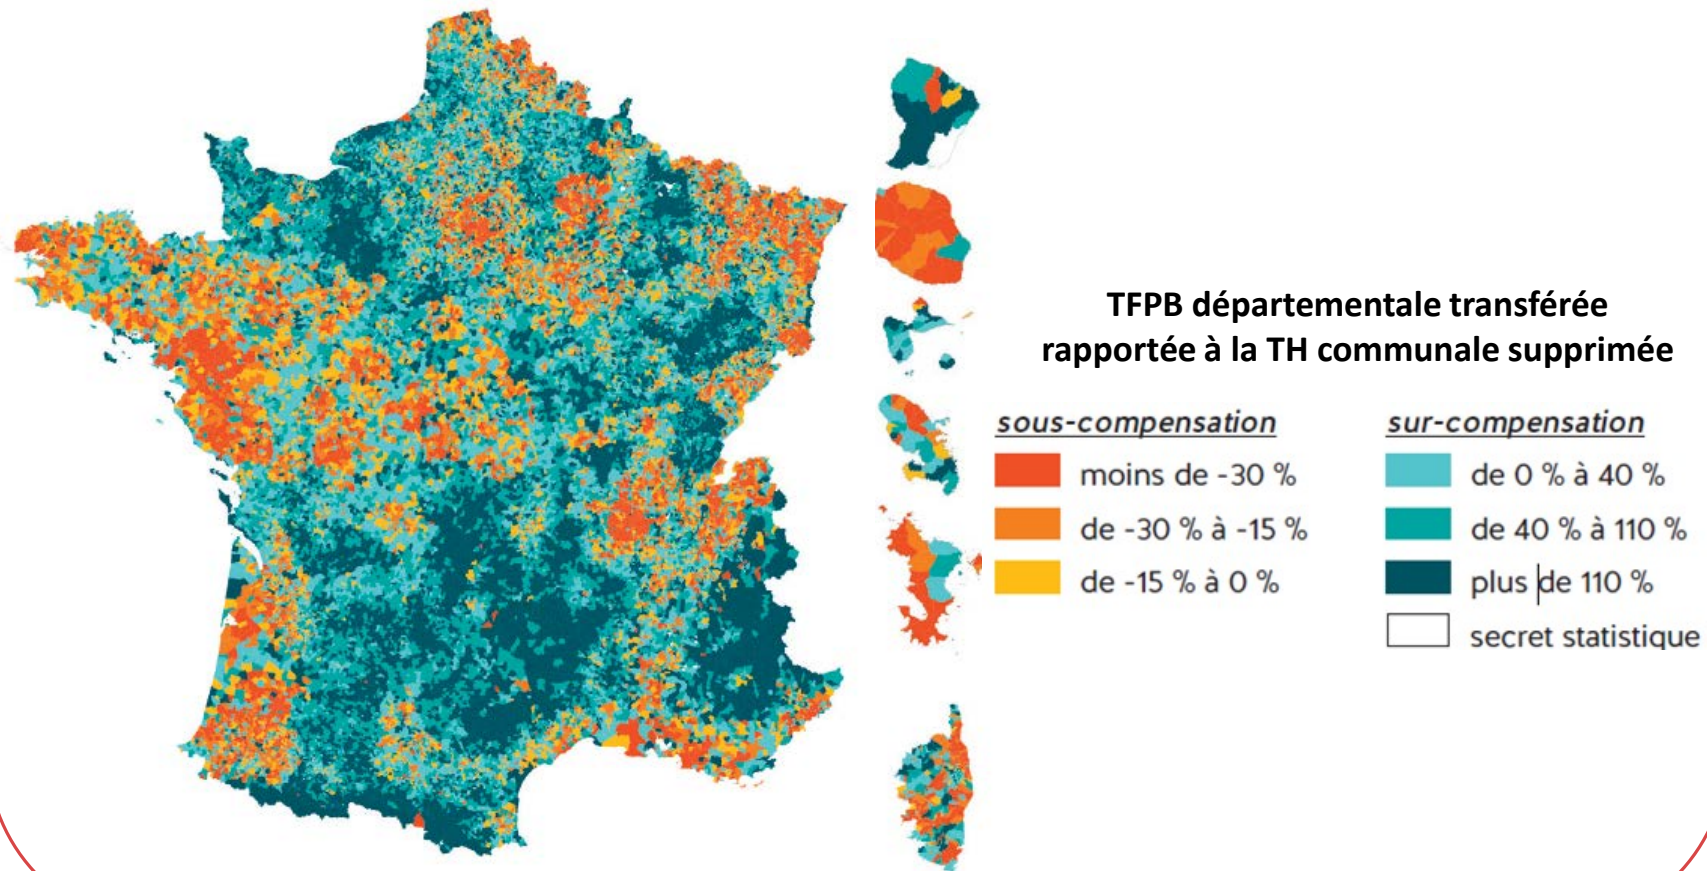 TFPB départementale transférée
rapportée à la TH communale supprimée
sous-compensation
moins de -30 %
de -30 % à -15 %
de -15 % à 0 %
sur-compensation
de 0 % à 40 %
de 40 % à 110 %
plus de 110 %
secret statistique